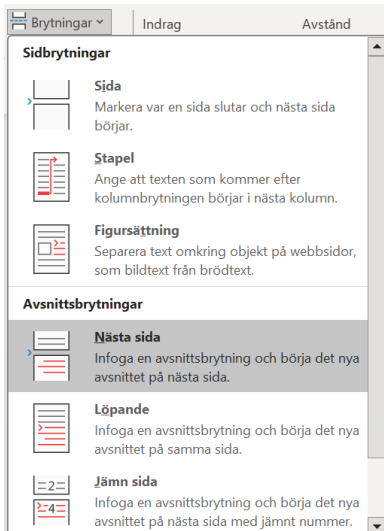 Brytningar
Indrag
Avstånd
Sidbrytningar
Sida
Markera var en sida slutar och nästa sida
börjar.
Stapel
Ange att texten som kommer efter
kolumnbrytningen börjar i nästa kolumn.
Figursättning
Separera text omkring objekt på webbsidor,
som bildtext från brödtext.
Avsnittsbrytningar
Nästa sida
Infoga en avsnittsbrytning och börja det nya
avsnittet på nästa sida.
Löpande
Infoga en avsnittsbrytning och börja det nya
avsnittet på samma sida.
=2=
=4=
Jämn sida
Infoga en avsnittsbrytning och börja det nya
avsnittet på nästa sida med jämnt nummer.